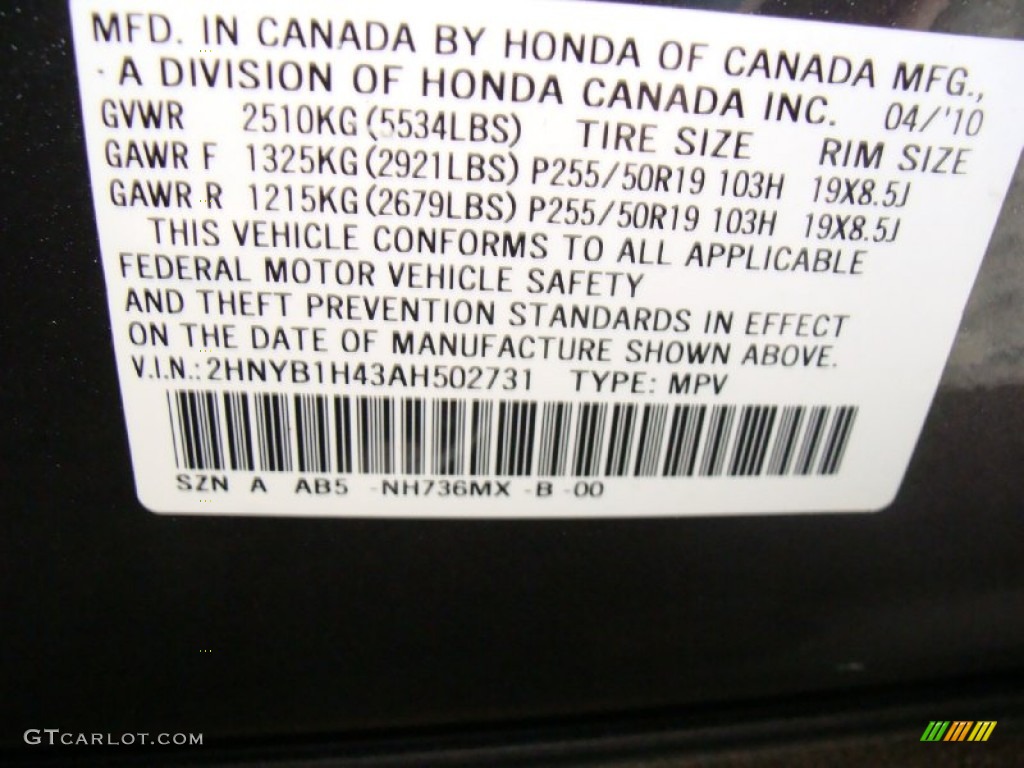 MFD. IN CANADA BY HONDA OF CANADA MFG.,
A DIVISION OF HONDA CANADA INC. 04/'10
GVWR 2510KG (5534LBS) TIRE SIZE RIM SIZE
GAWR F 1325KG (2921LBS) P255/50R19 103H 19X8.5J
GAWR R 1215KG (2679LBS) P255/50R19 103H 19X8.5J
THIS VEHICLE CONFORMS TO ALL APPLICABLE
FEDERAL MOTOR VEHICLE SAFETY
AND THEFT PREVENTION STANDARDS IN EFFECT
ON THE DATE OF MANUFACTURE SHOWN ABOVE.
V.I.N.: 2HNYB1H43AH502731 TYPE: MPV
SZN A AB5 -NH736MX -B -00
GTCARLOT.COM